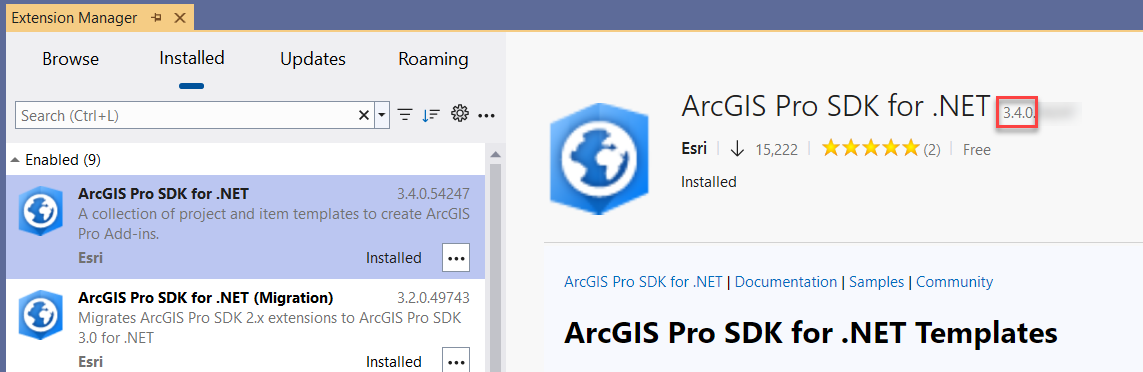 Extension Manager
Browse Installed Updates Roaming
Search (Ctrl+L)
Enabled (9)
ArcGIS Pro SDK for .NET 3.4.0.54247
A collection of project and item templates to create ArcGIS
Pro Add-ins.
Esri Installed
ArcGIS Pro SDK for .NET (Migration) 3.2.0.49743
Migrates ArcGIS Pro SDK 2.x extensions to ArcGIS Pro SDK
3.0 for .NET
Esri Installed
ArcGIS Pro SDK for .NET 3.4.0.
Esri | 15,222 | (2) | Free
Installed
ArcGIS Pro SDK for .NET | Documentation | Samples | Community
ArcGIS Pro SDK for .NET Templates